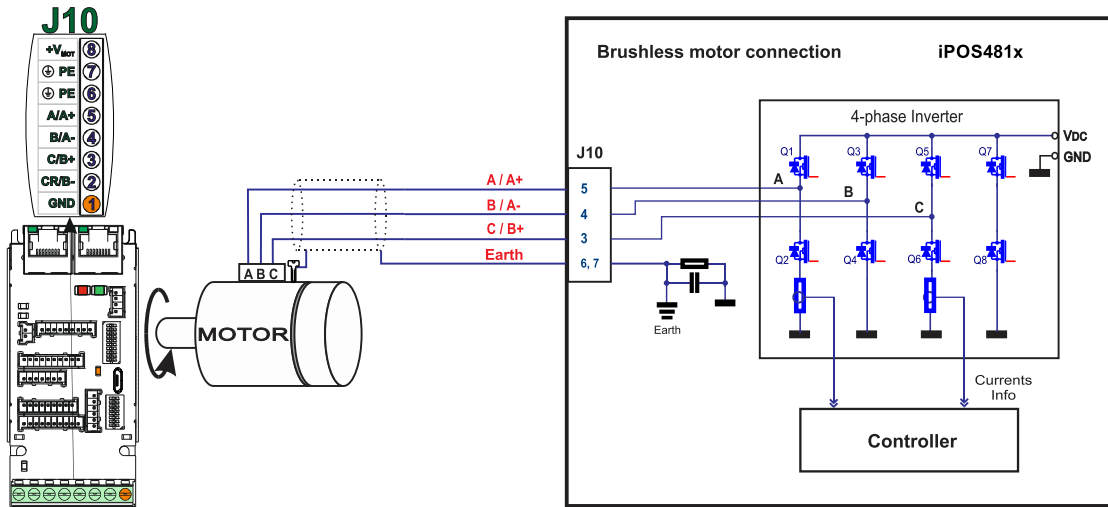 J10
+VMOT 8
PE 7
PE 6
A/A+ 5
B/A- 4
C/B+ 3
CR/B- 2
GND 1
A B C
MOTOR
A / A+
B / A-
C / B+
Earth
Brushless motor connection
iPOS481x
J10
5
4
3
6, 7
Earth
4-phase Inverter
VDC
GND
Q1
Q3
Q5
Q7
A
B
C
Q2
Q4
Q6
Q8
Currents
Info
Controller